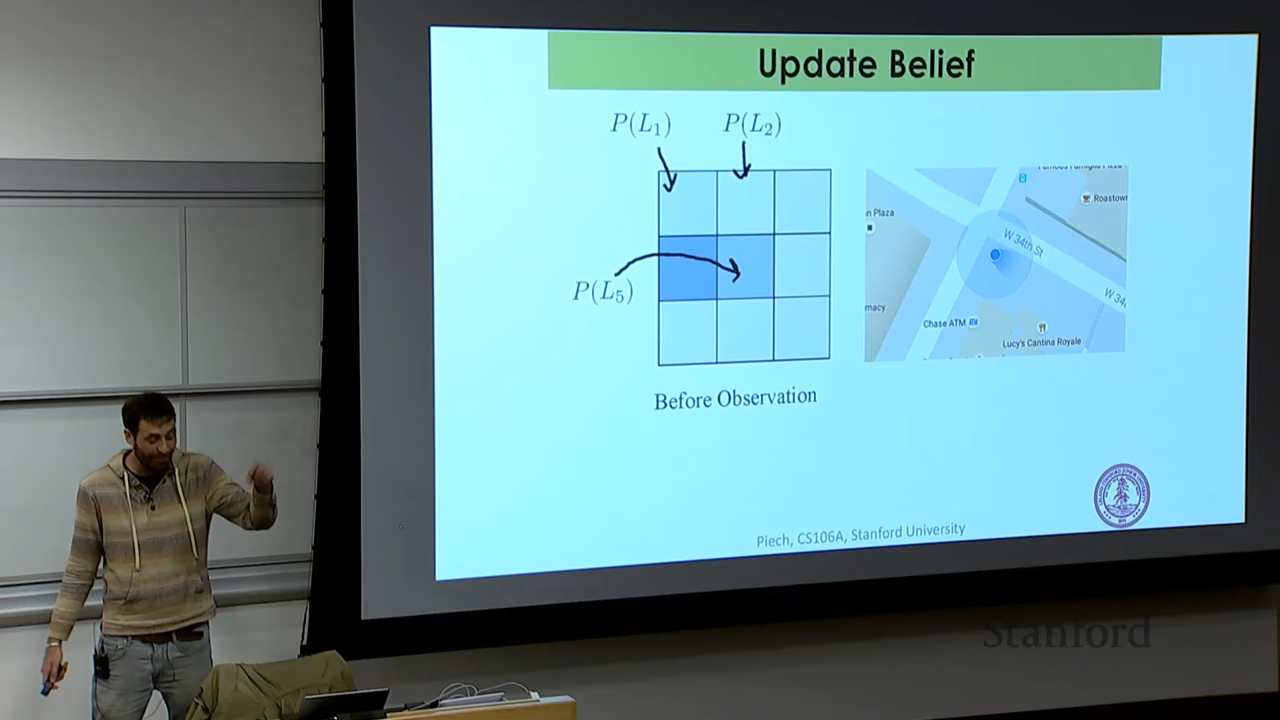 Update Belief
P(L₁)
P(L₂)
P(L₅)
Before Observation
n Plaza
Roastown
W 34th St
W 34
macy
Chase ATM
Lucy's Cantina Royale
Piech, CS106A, Stanford University
Stanford